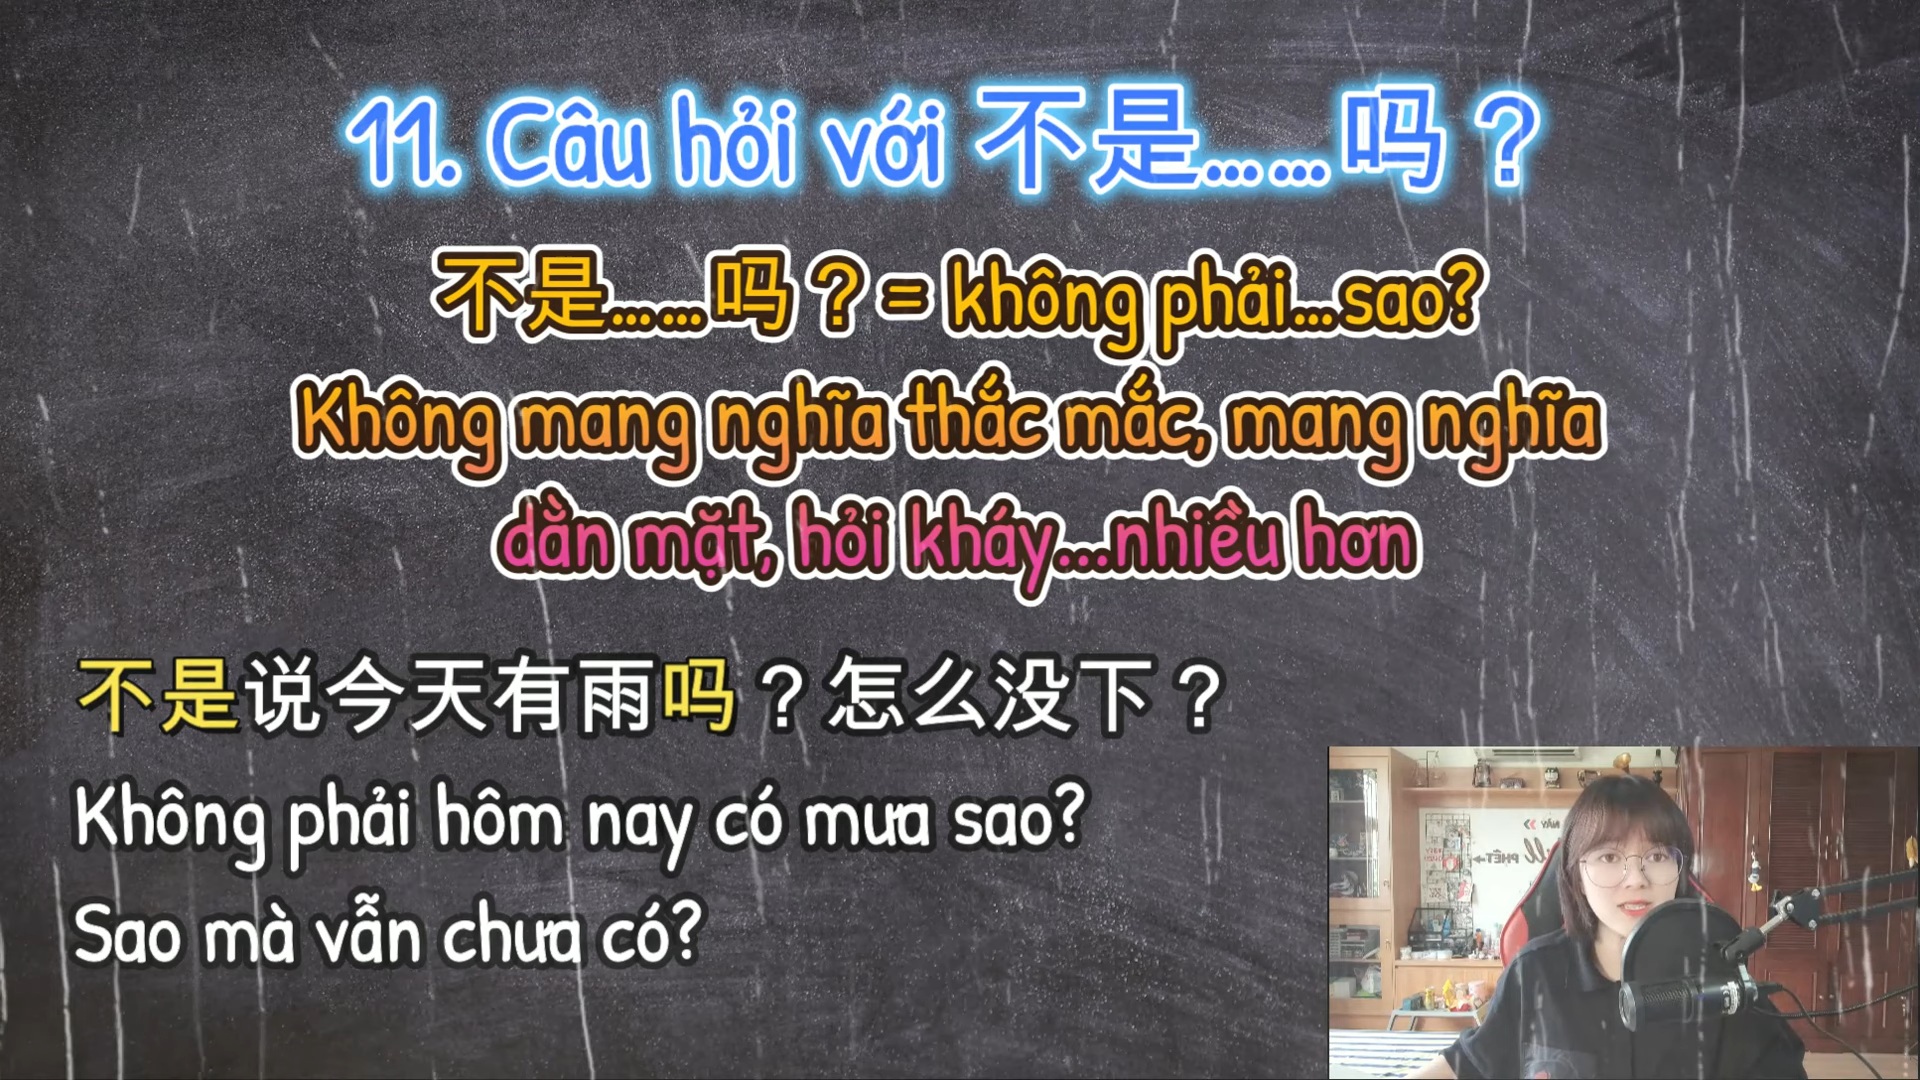 11. Câu hỏi với 不是……吗？
不是……吗？= không phải...sao?
Không mang nghĩa thắc mắc, mang nghĩa
dằn mặt, hỏi kháy...nhiều hơn
不是说今天有雨吗？怎么没下？
Không phải hôm nay có mưa sao?
Sao mà vẫn chưa có?